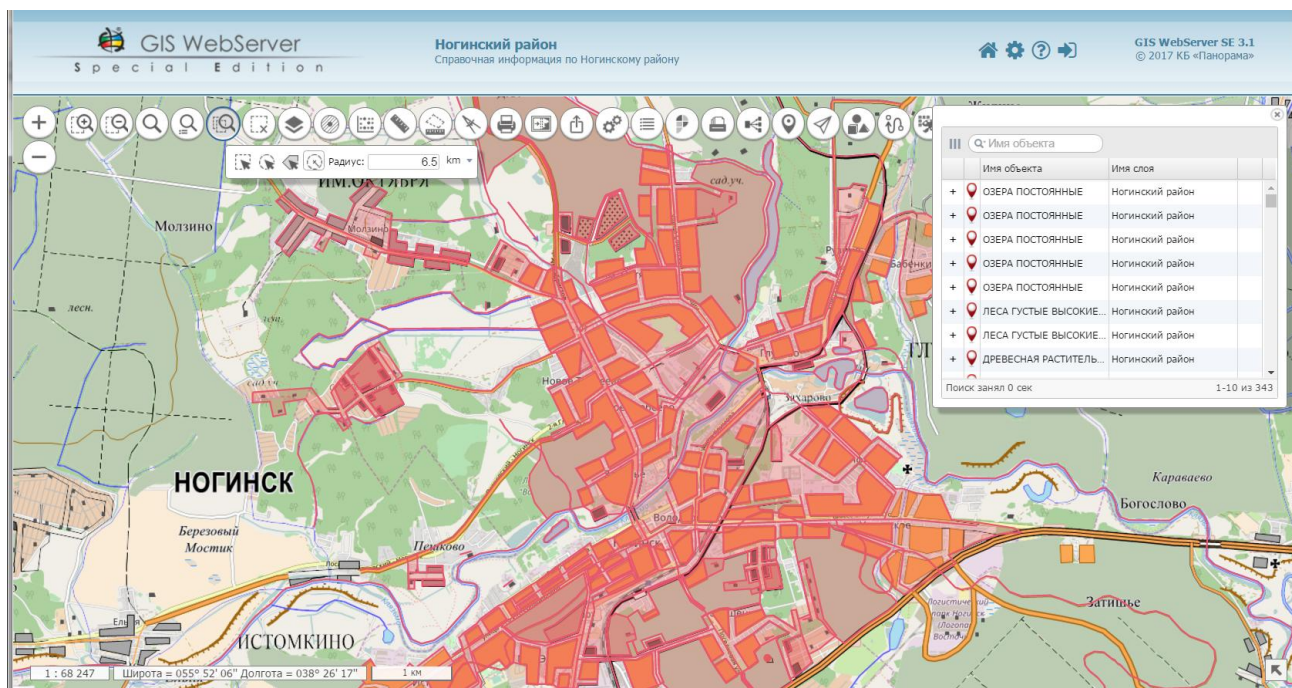 GIS WebServer
Special Edition
Ногинский район
Справочная информация по Ногинскому району
GIS WebServer SE 3.1
© 2017 КБ «Панорама»
Радиус: 6.5 km
Имя объекта
Имя объекта Имя слоя
+ ОЗЕРА ПОСТОЯННЫЕ Ногинский район
+ ОЗЕРА ПОСТОЯННЫЕ Ногинский район
+ ОЗЕРА ПОСТОЯННЫЕ Ногинский район
+ ОЗЕРА ПОСТОЯННЫЕ Ногинский район
+ ОЗЕРА ПОСТОЯННЫЕ Ногинский район
+ ЛЕСА ГУСТЫЕ ВЫСОКИЕ... Ногинский район
+ ЛЕСА ГУСТЫЕ ВЫСОКИЕ... Ногинский район
+ ДРЕВЕСНАЯ РАСТИТЕЛЬ... Ногинский район
Поиск занял 0 сек 1-10 из 343
ИМ.ОКТЯБРЯ
сад.уч.
Молзино
Молзино
лесн.
сад.уч.
Захарово
НОГИНСК
Караваево
Богослово
Березовый
Мостик
Пешково
Затишье
ИСТОМКИНО
1 : 68 247 Широта = 055° 52' 06" Долгота = 038° 26' 17" 1 км